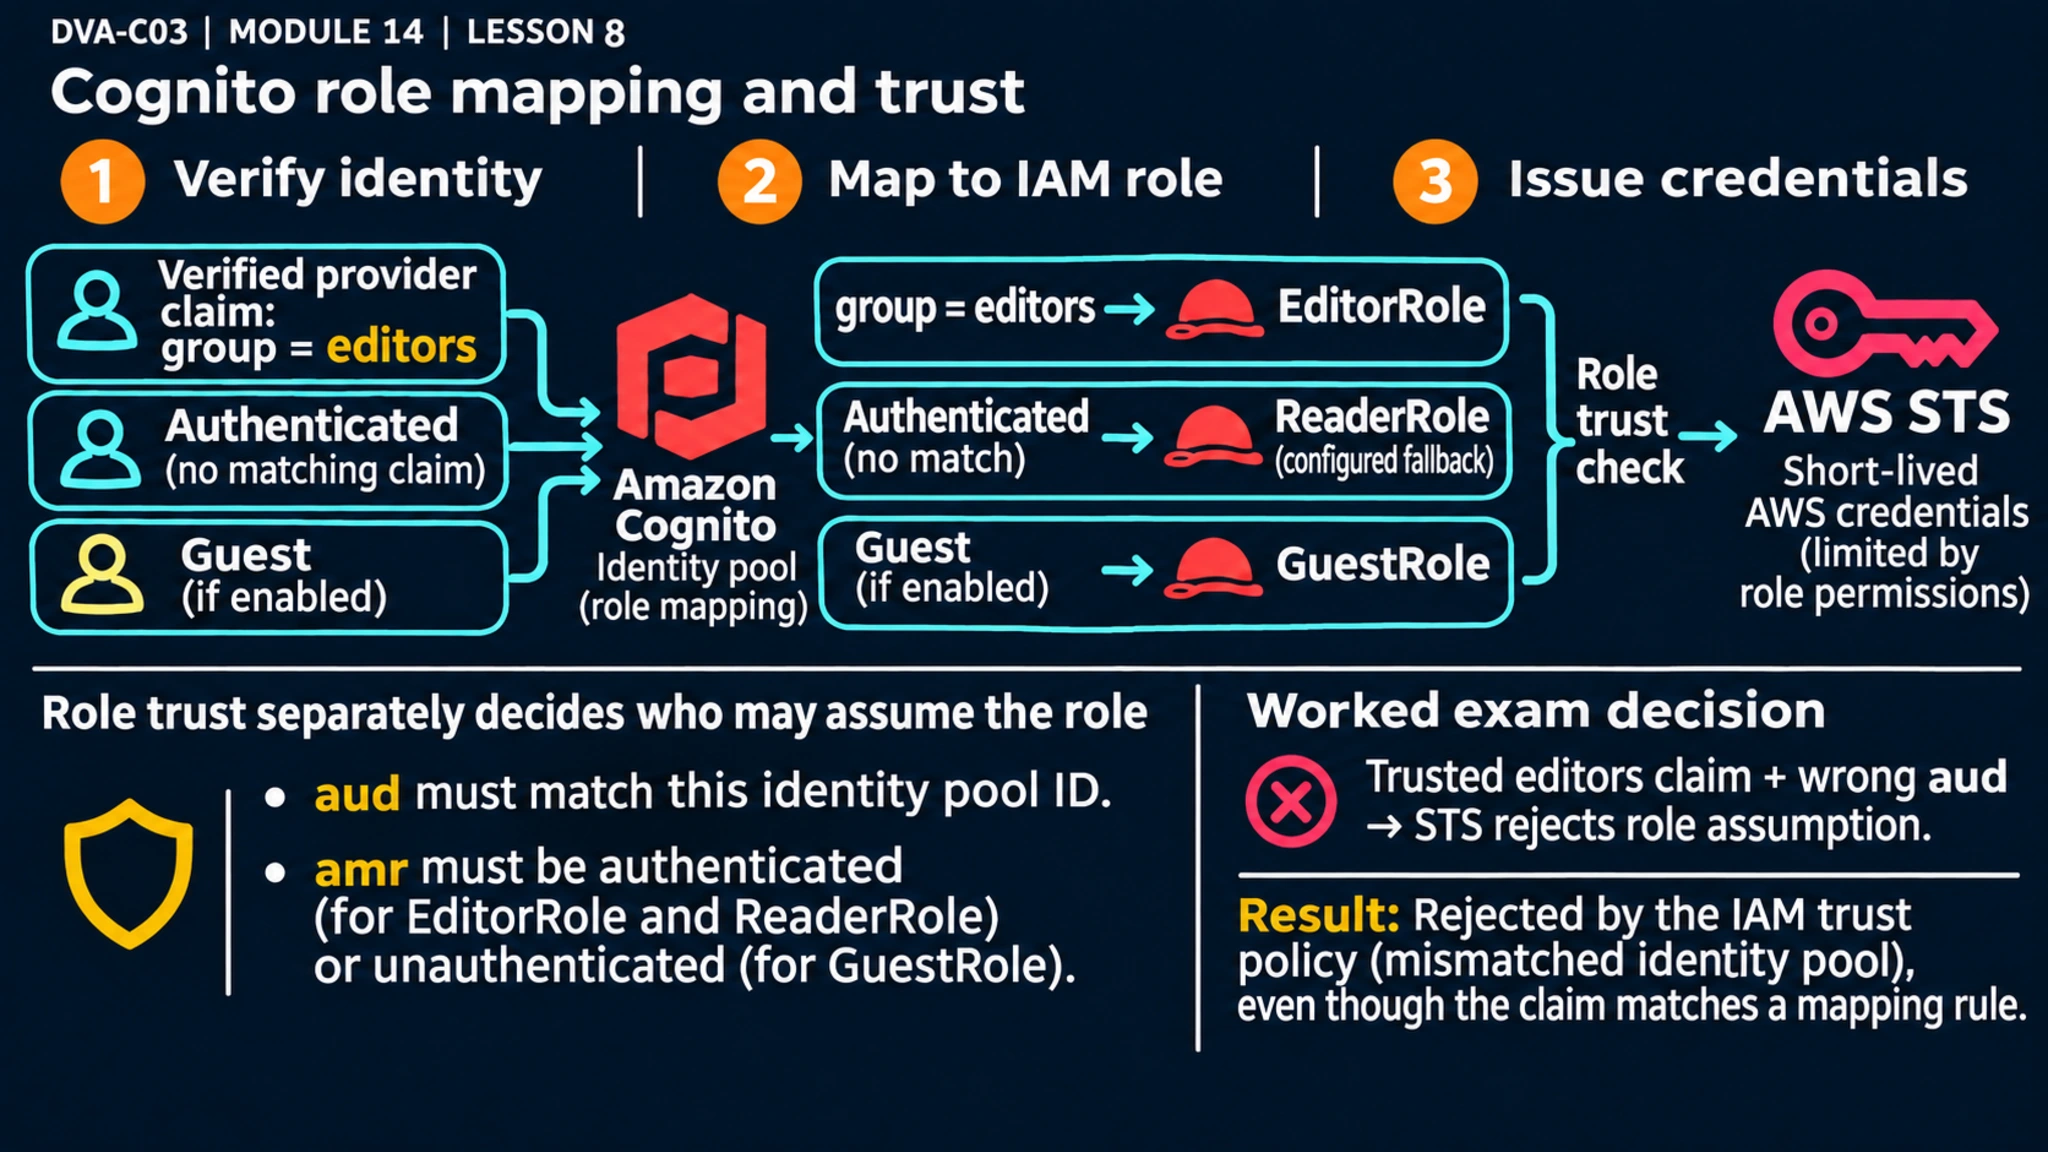 DVA-C03 | MODULE 14 | LESSON 8
Cognito role mapping and trust
1 Verify identity
2 Map to IAM role
3 Issue credentials
Verified provider
claim:
group = editors
Authenticated
(no matching claim)
Guest
(if enabled)
Amazon
Cognito
Identity pool
(role mapping)
group = editors → EditorRole
Authenticated
(no match)
→ ReaderRole
(configured fallback)
Guest
(if enabled)
→ GuestRole
Role
trust
check
AWS STS
Short-lived
AWS credentials
(limited by
role permissions)
Role trust separately decides who may assume the role
• aud must match this identity pool ID.
• amr must be authenticated
(for EditorRole and ReaderRole)
or unauthenticated (for GuestRole).
Worked exam decision
Trusted editors claim + wrong aud
→ STS rejects role assumption.
Result: Rejected by the IAM trust
policy (mismatched identity pool),
even though the claim matches a mapping rule.